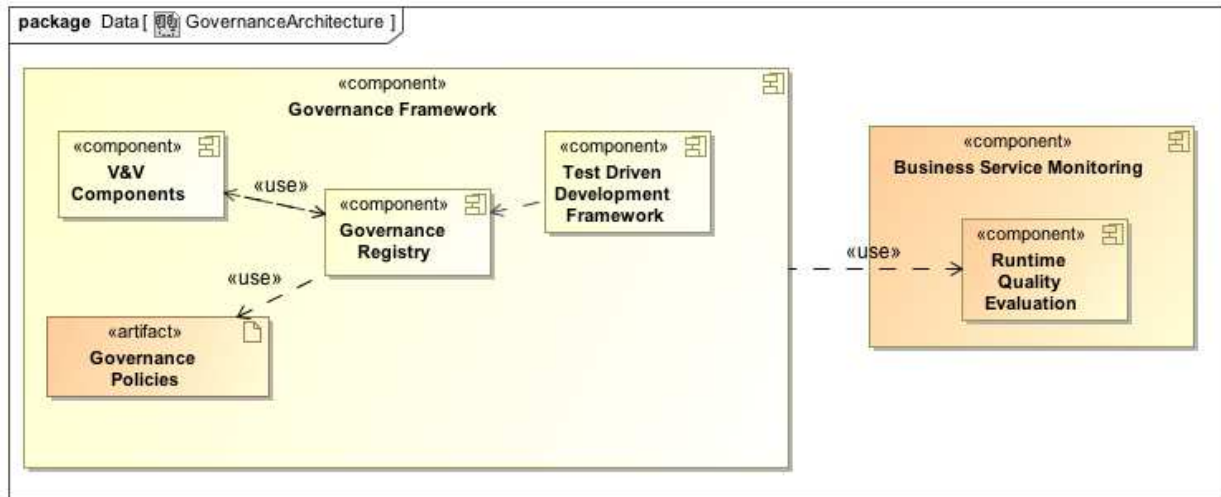 package Data [ GovernanceArchitecture ]
«component»
Governance Framework
«component»
V&V
Components
«use»
«component»
Governance
Registry
«component»
Test Driven
Development
Framework
«use»
«artifact»
Governance
Policies
«use»
«component»
Business Service Monitoring
«component»
Runtime
Quality
Evaluation